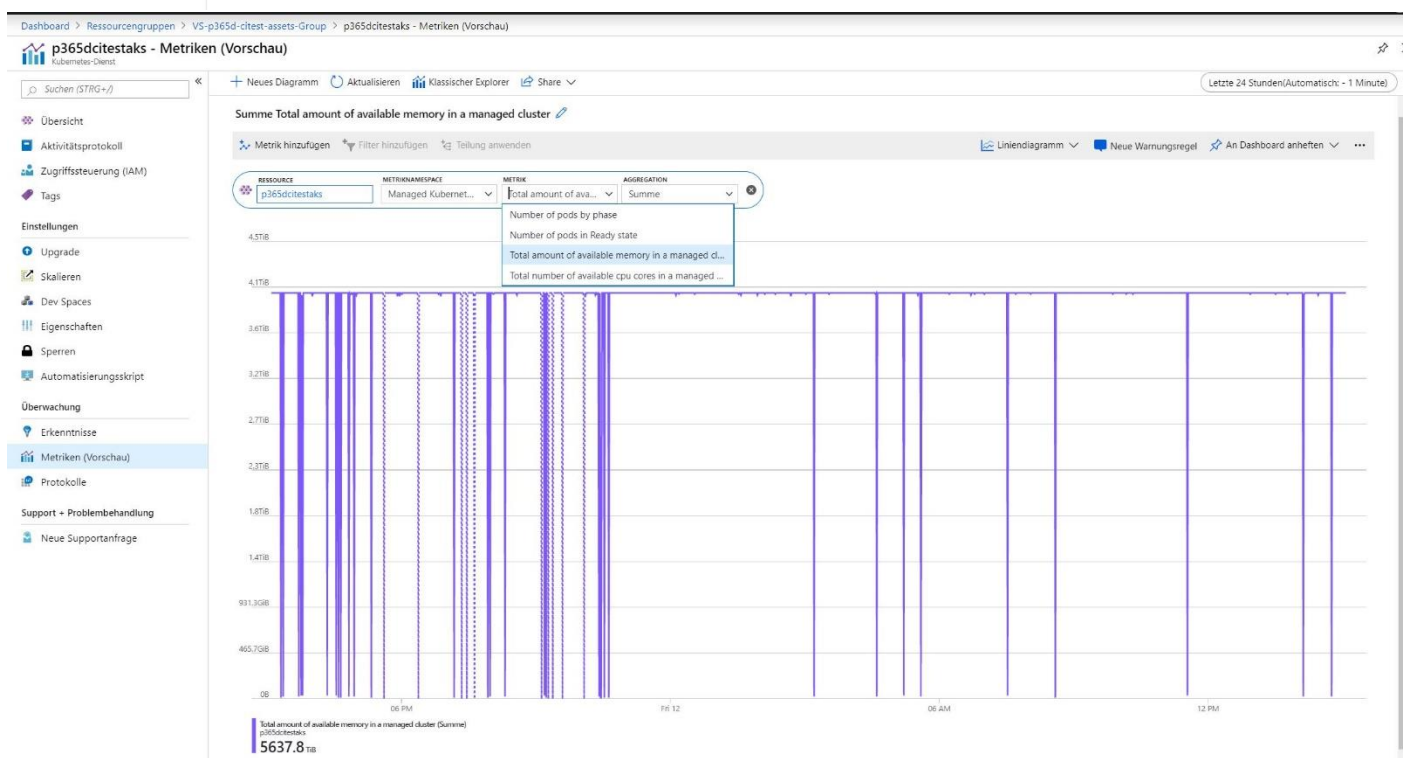 Dashboard > Ressourcengruppen > VS-p365d-citest-assets-Group > p365dcitestaks - Metriken (Vorschau)
p365dcitestaks - Metriken (Vorschau)
Kubernetes-Dienst
Suchen (STRG+/)
Übersicht
Aktivitätsprotokoll
Zugriffssteuerung (IAM)
Tags
Einstellungen
Upgrade
Skalieren
Dev Spaces
Eigenschaften
Sperren
Automatisierungsskript
Überwachung
Erkenntnisse
Metriken (Vorschau)
Protokolle
Support + Problembehandlung
Neue Supportanfrage
Neues Diagramm Aktualisieren Klassischer Explorer Share
Letzte 24 Stunden(Automatisch: - 1 Minute)
Summe Total amount of available memory in a managed cluster
Metrik hinzufügen Filter hinzufügen Teilung anwenden
Liniendiagramm Neue Warnungsregel An Dashboard anheften ...
RESSOURCE METRIKNAMESPACE METRIK AGGREGATION
p365dcitestaks Managed Kubernet... Total amount of ava... Summe
Number of pods by phase
Number of pods in Ready state
Total amount of available memory in a managed cl...
Total number of available cpu cores in a managed ...
4,5TiB
4,1TiB
3,6TiB
3,2TiB
2,7TiB
2,3TiB
1,8TiB
1,4TiB
931,3GiB
465,7GiB
0B
06 PM Fri 12 06 AM 12 PM
Total amount of available memory in a managed cluster (Summe)
p365dcitestaks
5637.8 TiB